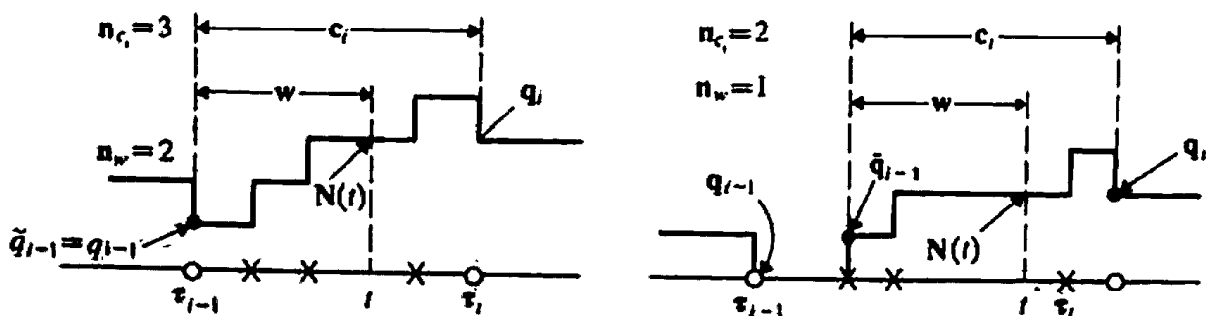 n_{c_i}=3
c_i
w
q_i
n_w=2
N(t)
q̃_{i-1}=q_{i-1}
τ_{i-1}
t
τ_i
n_{c_i}=2
c_i
n_w=1
w
q_{i-1}
q̃_{i-1}
q_i
N(t)
τ_{i-1}
t
τ_i